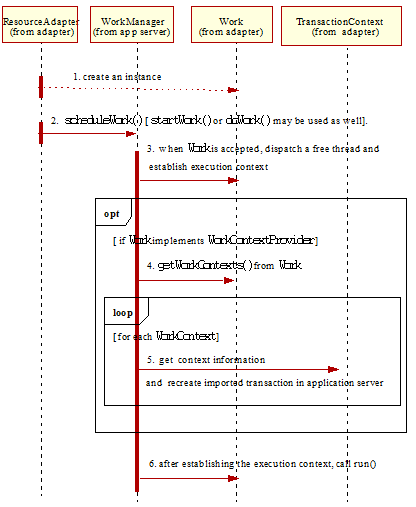 ResourceAdapter
(from adapter)
WorkManager
(from app server)
Work
(from adapter)
TransactionContext
(from adapter)
1. create an instance
2. scheduleWork() [ startWork() or doWork() may be used as well].
3. when Work is accepted, dispatch a free thread and
establish execution context
opt
[ if Work implements WorkContextProvider]
4. getWorkContexts() from Work
loop
[ for each WorkContext]
5. get context information
and recreate imported transaction in application server
6. after establishing the execution context, call run()